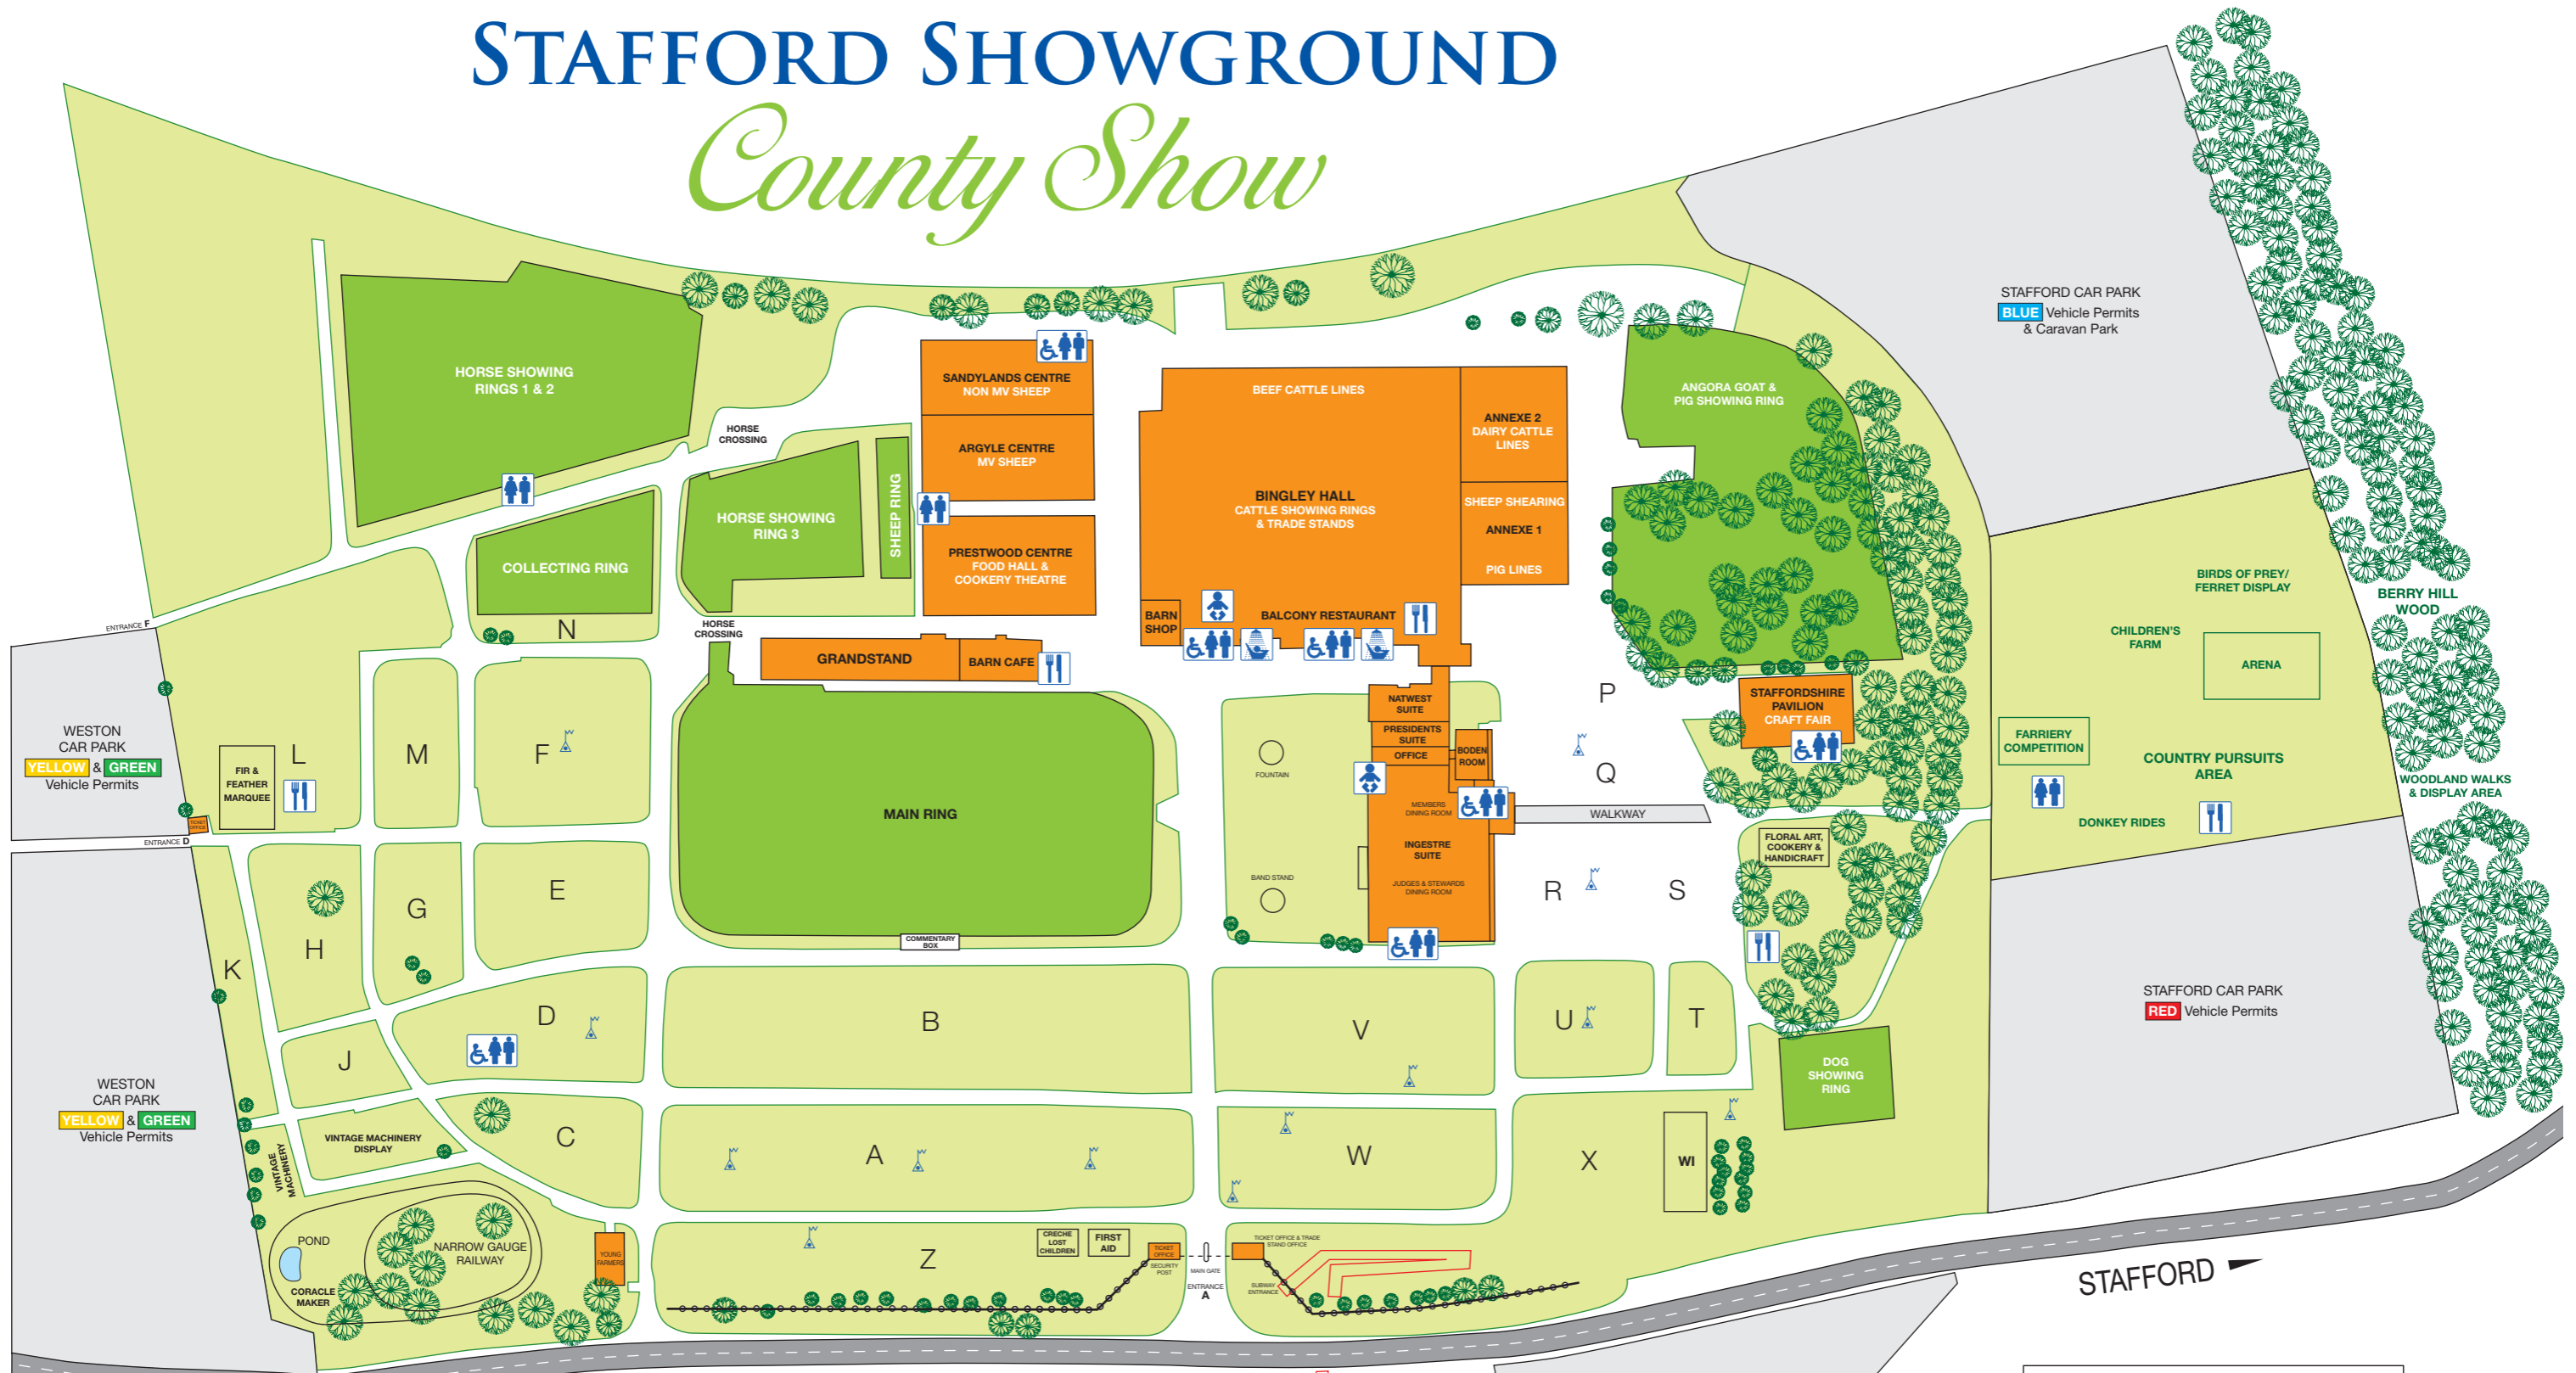 STAFFORD SHOWGROUND
County Show
HORSE SHOWING
RINGS 1 & 2
HORSE
CROSSING
COLLECTING RING
N
HORSE SHOWING
RING 3
SHEEP RING
HORSE
CROSSING
SANDYLANDS CENTRE
NON MV SHEEP
ARGYLE CENTRE
MV SHEEP
PRESTWOOD CENTRE
FOOD HALL &
COOKERY THEATRE
GRANDSTAND
BARN CAFE
BEEF CATTLE LINES
BINGLEY HALL
CATTLE SHOWING RINGS
& TRADE STANDS
BARN
SHOP
BALCONY RESTAURANT
ANNEXE 2
DAIRY CATTLE
LINES
SHEEP SHEARING
ANNEXE 1
PIG LINES
ANGORA GOAT &
PIG SHOWING RING
STAFFORD CAR PARK
BLUE Vehicle Permits
& Caravan Park
BIRDS OF PREY/
FERRET DISPLAY
BERRY HILL
WOOD
CHILDREN'S
FARM
ARENA
FARRIERY
COMPETITION
COUNTRY PURSUITS
AREA
WOODLAND WALKS
& DISPLAY AREA
DONKEY RIDES
ENTRANCE F
WESTON
CAR PARK
YELLOW & GREEN
Vehicle Permits
TICKET
OFFICE
ENTRANCE D
FIR &
FEATHER
MARQUEE
L
M
F
MAIN RING
COMMENTARY
BOX
FOUNTAIN
BAND STAND
NATWEST
SUITE
PRESIDENTS
SUITE
OFFICE
BODEN
ROOM
MEMBERS
DINING ROOM
INGESTRE
SUITE
JUDGES & STEWARDS
DINING ROOM
P
Q
WALKWAY
R
S
STAFFORDSHIRE
PAVILION
CRAFT FAIR
FLORAL ART,
COOKERY &
HANDICRAFT
K
H
G
E
D
J
B
V
U
T
DOG
SHOWING
RING
STAFFORD CAR PARK
RED Vehicle Permits
WESTON
CAR PARK
YELLOW & GREEN
Vehicle Permits
VINTAGE
MACHINERY
VINTAGE MACHINERY
DISPLAY
C
A
W
X
WI
POND
NARROW GAUGE
RAILWAY
CORACLE
MAKER
YOUNG
FARMERS
Z
CRECHE
LOST
CHILDREN
FIRST
AID
TICKET
OFFICE
SECURITY
POST
MAIN GATE
ENTRANCE
A
TICKET OFFICE & TRADE
STAND OFFICE
SUBWAY
ENTRANCE
STAFFORD